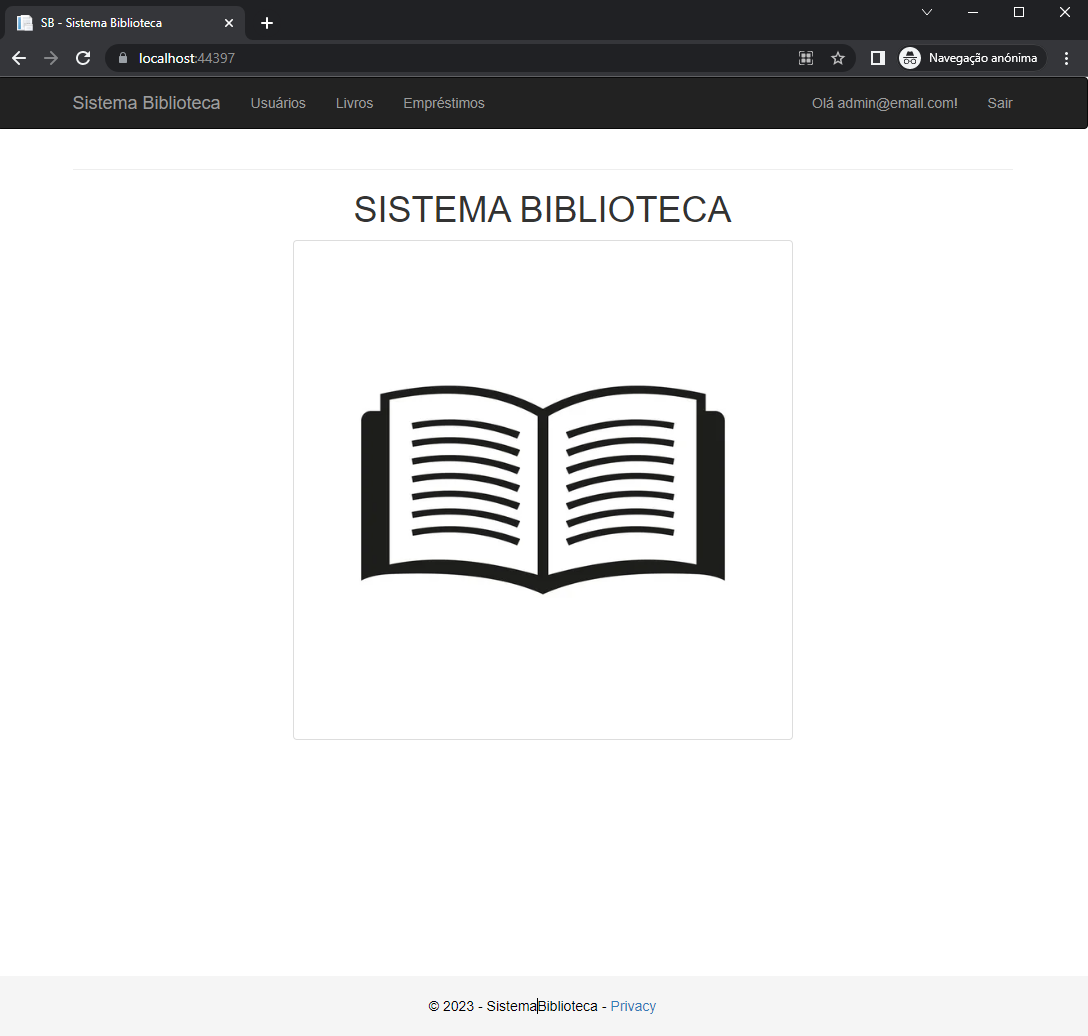 SB - Sistema Biblioteca
localhost:44397
Navegação anónima
Sistema Biblioteca Usuários Livros Empréstimos Olá admin@email.com! Sair
SISTEMA BIBLIOTECA
© 2023 - SistemaBiblioteca - Privacy